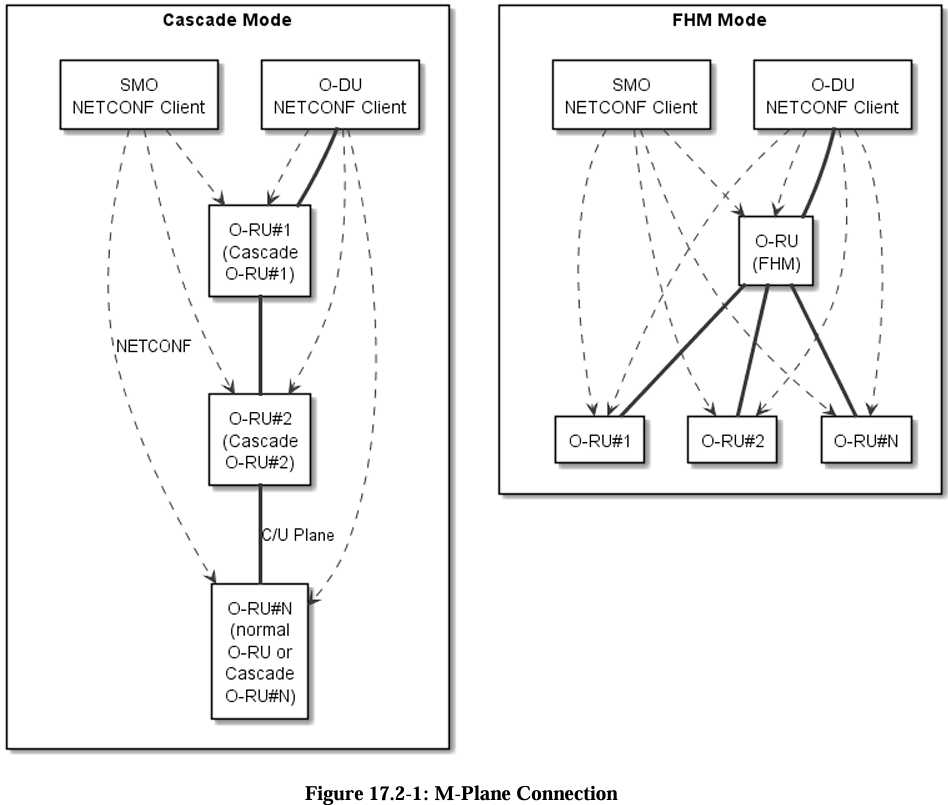 Cascade Mode
SMO
NETCONF Client
O-DU
NETCONF Client
O-RU#1
(Cascade
O-RU#1)
NETCONF
O-RU#2
(Cascade
O-RU#2)
C/U Plane
O-RU#N
(normal
O-RU or
Cascade
O-RU#N)
FHM Mode
SMO
NETCONF Client
O-DU
NETCONF Client
O-RU
(FHM)
O-RU#1
O-RU#2
O-RU#N
Figure 17.2-1: M-Plane Connection